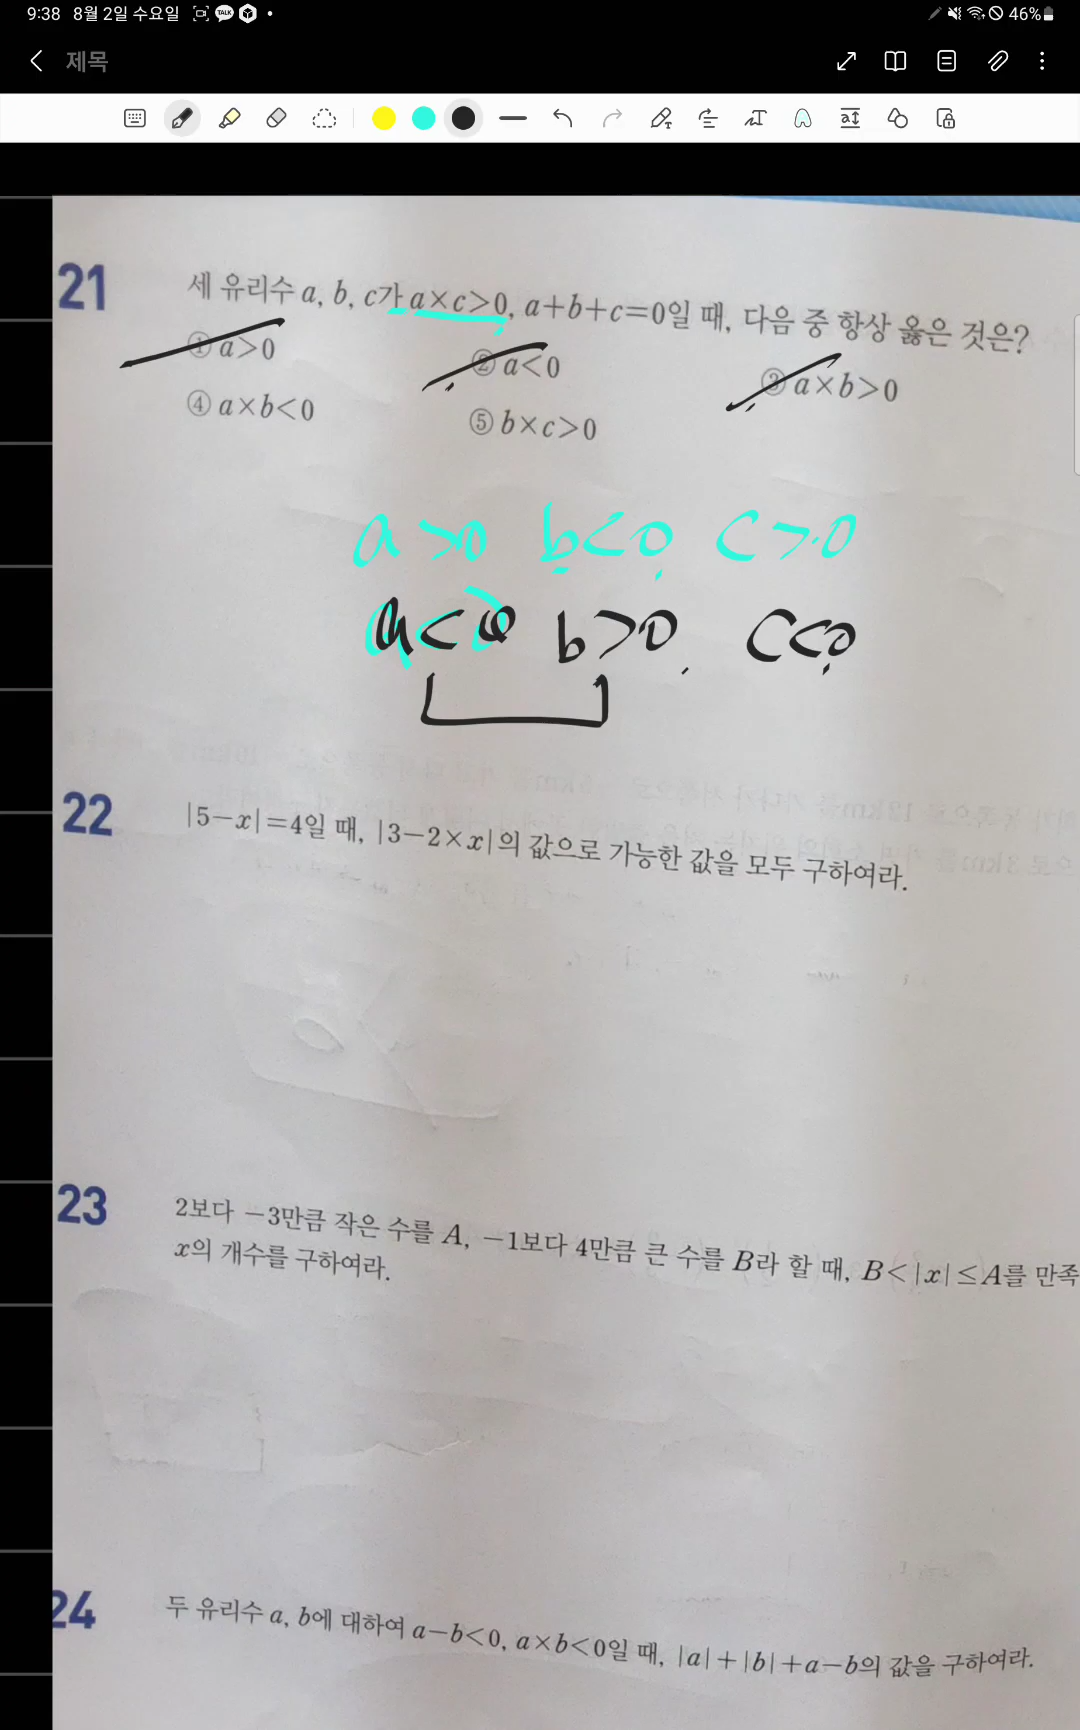 9:38 8월 2일 수요일 TALK 46%
제목
21
세 유리수 a, b, c가 a×c>0, a+b+c=0일 때, 다음 중 항상 옳은 것은?
① a>0 ② a<0 ③ a×b>0
④ a×b<0 ⑤ b×c>0
a>0 b<0 c>0
a<0 b>0 c<0
22
|5-x|=4일 때, |3-2×x|의 값으로 가능한 값을 모두 구하여라.
23
2보다 -3만큼 작은 수를 A, -1보다 4만큼 큰 수를 B라 할 때, B<|x|≤A를 만족
x의 개수를 구하여라.
24
두 유리수 a, b에 대하여 a-b<0, a×b<0일 때, |a|+|b|+a-b의 값을 구하여라.